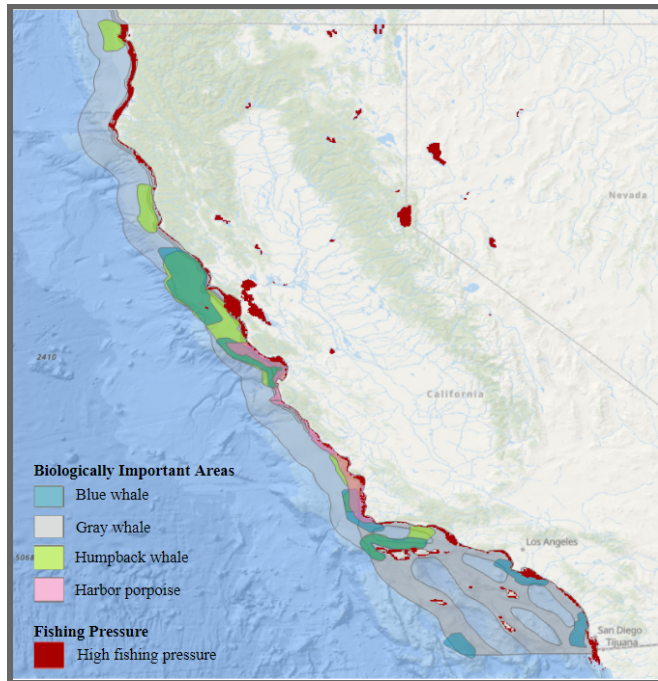 Nevada
2410
California
Biologically Important Areas
Blue whale
Gray whale
Humpback whale
Harbor porpoise
Fishing Pressure
High fishing pressure
Los Angeles
San Diego
Tijuana